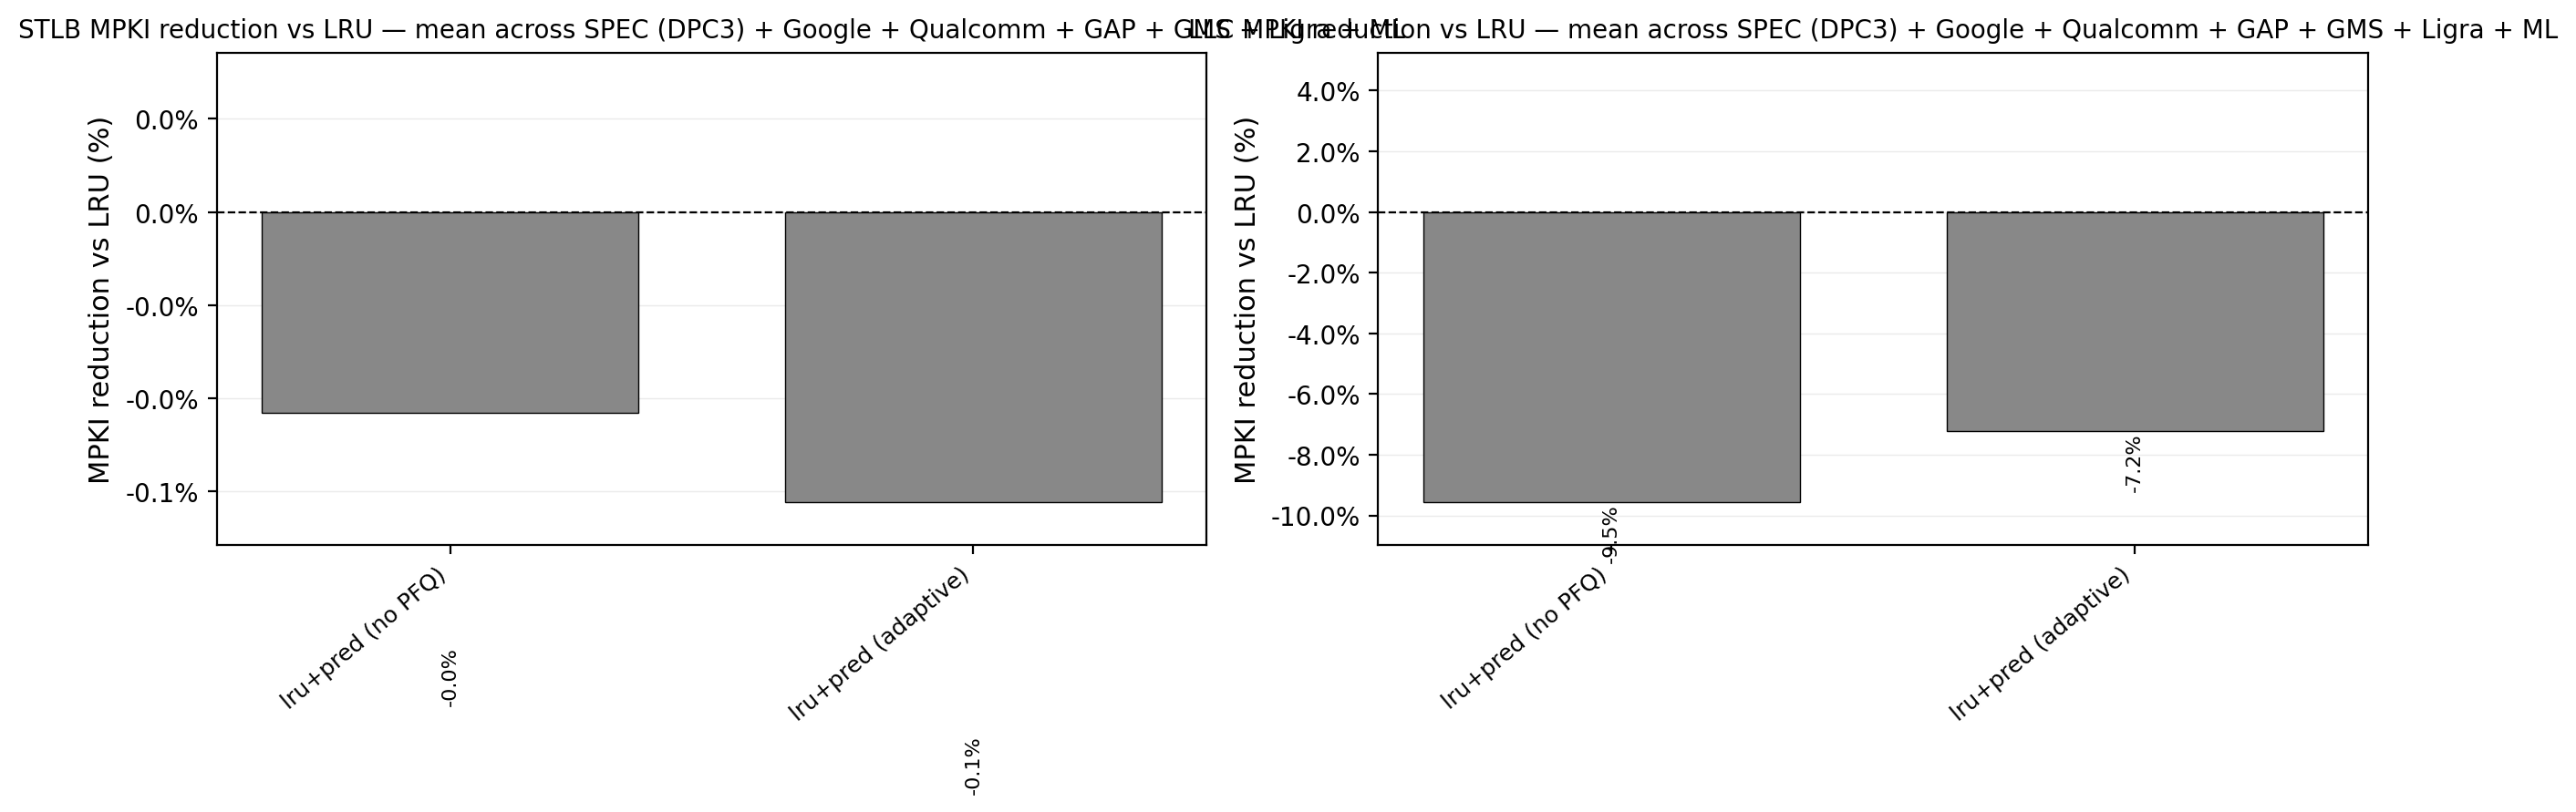 STLB MPKI reduction vs LRU — mean across SPEC (DPC3) + Google + Qualcomm + GAP + GMS + Ligra + ML
MPKI reduction vs LRU (%)
0.0%
0.0%
-0.0%
-0.0%
-0.1%
-0.0%
-0.1%
lru+pred (no PFQ)
lru+pred (adaptive)
LLC MPKI reduction vs LRU — mean across SPEC (DPC3) + Google + Qualcomm + GAP + GMS + Ligra + ML
MPKI reduction vs LRU (%)
4.0%
2.0%
0.0%
-2.0%
-4.0%
-6.0%
-8.0%
-10.0%
-9.5%
-7.2%
lru+pred (no PFQ)
lru+pred (adaptive)